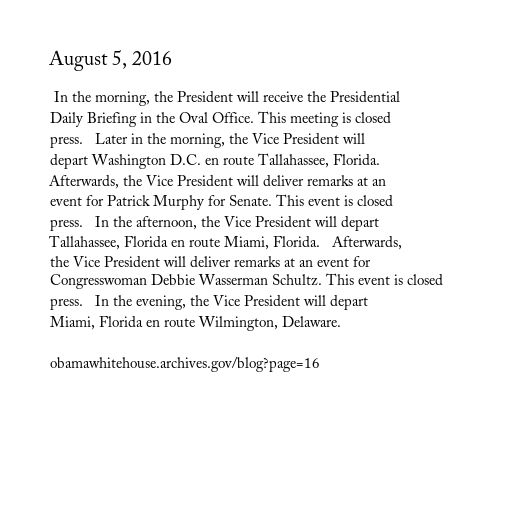 August 5, 2016
In the morning, the President will receive the Presidential
Daily Briefing in the Oval Office. This meeting is closed
press.   Later in the morning, the Vice President will
depart Washington D.C. en route Tallahassee, Florida.
Afterwards, the Vice President will deliver remarks at an
event for Patrick Murphy for Senate. This event is closed
press.   In the afternoon, the Vice President will depart
Tallahassee, Florida en route Miami, Florida.   Afterwards,
the Vice President will deliver remarks at an event for
Congresswoman Debbie Wasserman Schultz. This event is closed
press.   In the evening, the Vice President will depart
Miami, Florida en route Wilmington, Delaware.
obamawhitehouse.archives.gov/blog?page=16